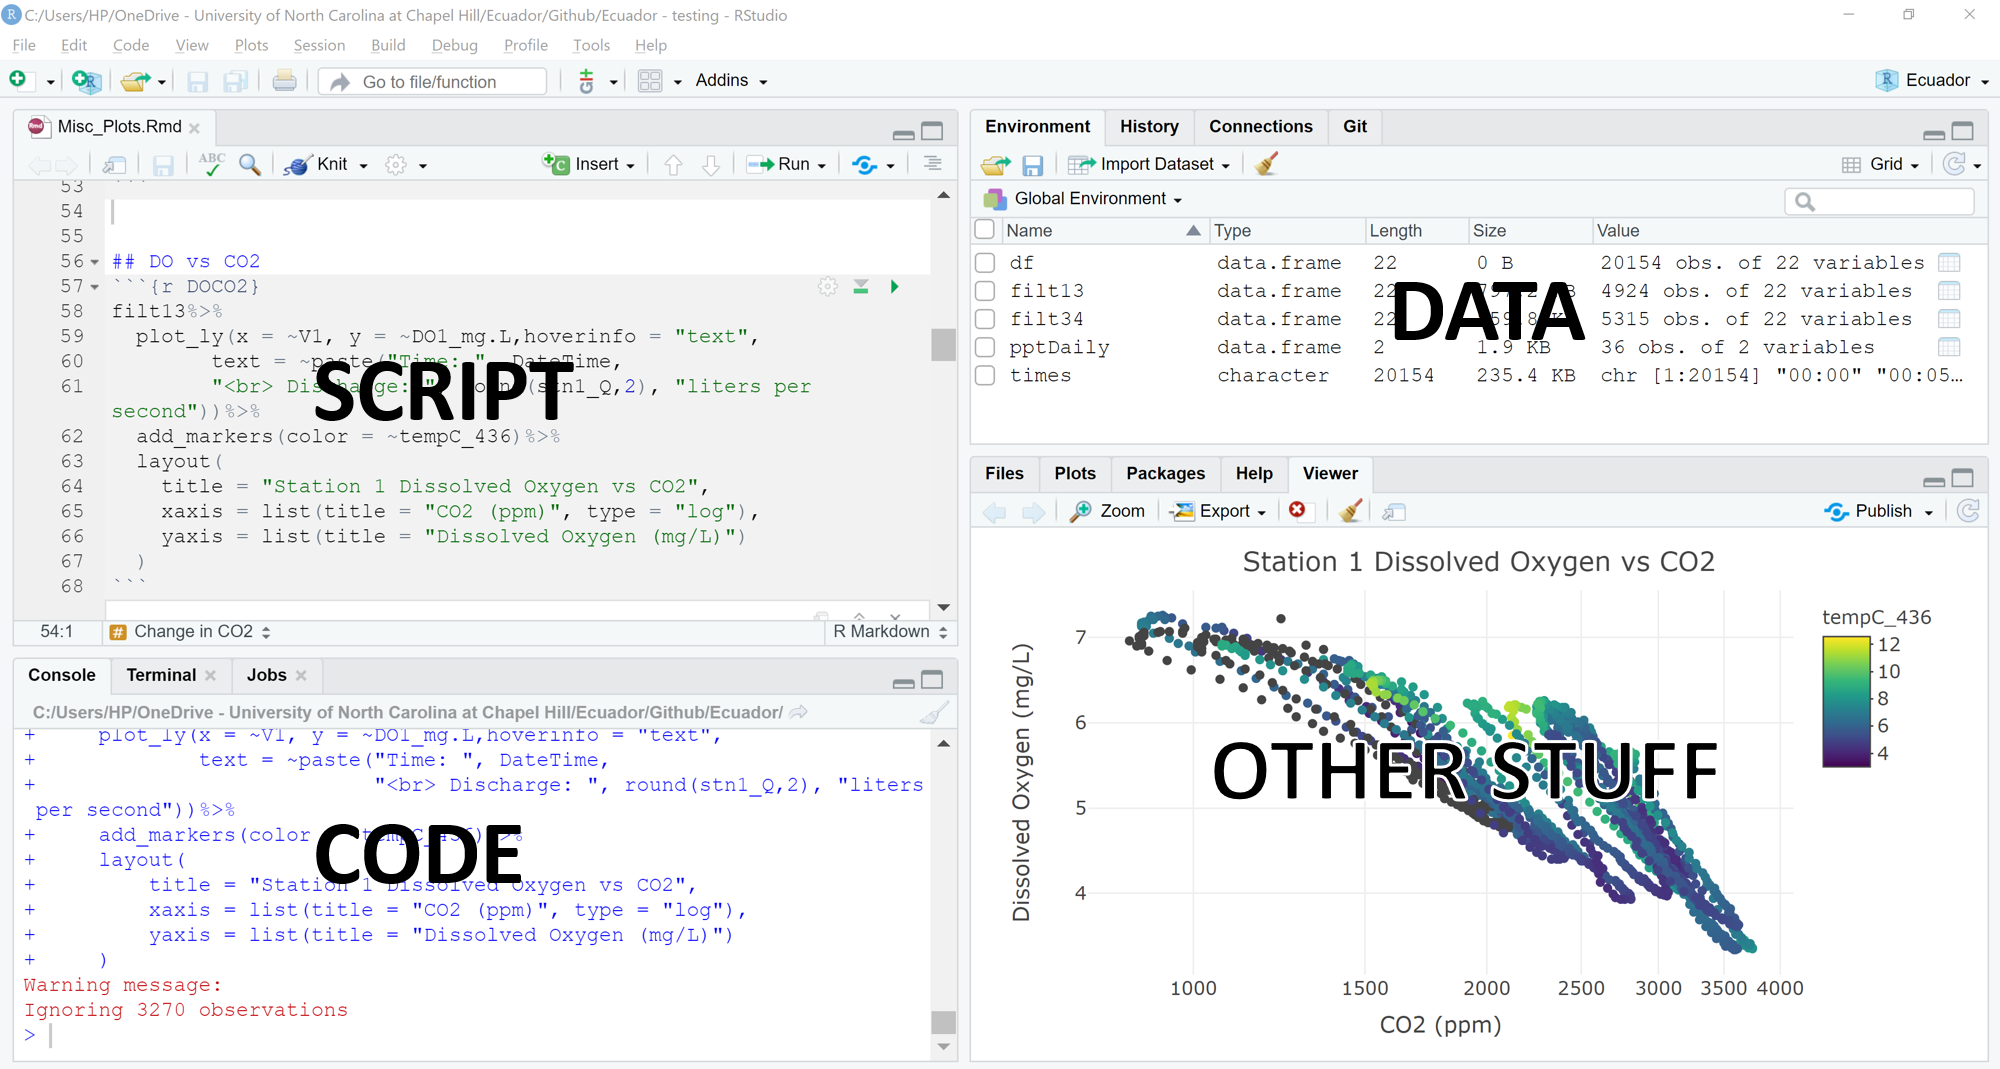 C:/Users/HP/OneDrive - University of North Carolina at Chapel Hill/Ecuador/Github/Ecuador - testing - RStudio
File Edit Code View Plots Session Build Debug Profile Tools Help
Go to file/function Addins Ecuador
Misc_Plots.Rmd
ABC Knit Insert Run
53 ```
54
55
56 ## DO vs CO2
57 ```{r DOCO2}
58 filt13%>%
59 plot_ly(x = ~V1, y = ~DO1_mg.L,hoverinfo = "text",
60 text = ~paste("Time: ", DateTime,
61 "<br> (stn1_Q,2), "liters per
second"))%>%
SCRIPT
62 add_markers(color = ~tempC_436)%>%
63 layout(
64 title = "Station 1 Dissolved Oxygen vs CO2",
65 xaxis = list(title = "CO2 (ppm)", type = "log"),
66 yaxis = list(title = "Dissolved Oxygen (mg/L)")
67 )
68 ```
54:1 # Change in CO2 R Markdown
Console Terminal Jobs
C:/Users/HP/OneDrive - University of North Carolina at Chapel Hill/Ecuador/Github/Ecuador/
+ plot_ly(x = ~V1, y = ~DO1_mg.L,hoverinfo = "text",
+ text = ~paste("Time: ", DateTime,
+ "<br> Discharge: ", round(stn1_Q,2), "liters
per second"))%>%
+ add_markers(color
CODE
+ layout(
+ title = "Station 1 Dissolved Oxygen vs CO2",
+ xaxis = list(title = "CO2 (ppm)", type = "log"),
+ yaxis = list(title = "Dissolved Oxygen (mg/L)")
+ )
Warning message:
Ignoring 3270 observations
>
Environment History Connections Git
Import Dataset Grid
Global Environment
Name Type Length Size Value
df data.frame 22 0 B 20154 obs. of 22 variables
filt13 data.frame 22 4924 obs. of 22 variables
filt34 data.frame 22 5315 obs. of 22 variables
pptDaily data.frame 2 1.9 KB 36 obs. of 2 variables
times character 20154 235.4 KB chr [1:20154] "00:00" "00:05…
DATA
Files Plots Packages Help Viewer
Zoom Export Publish
Station 1 Dissolved Oxygen vs CO2
tempC_436
12
10
8
6
4
Dissolved Oxygen (mg/L)
7
6
5
4
OTHER STUFF
1000 1500 2000 2500 3000 3500 4000
CO2 (ppm)